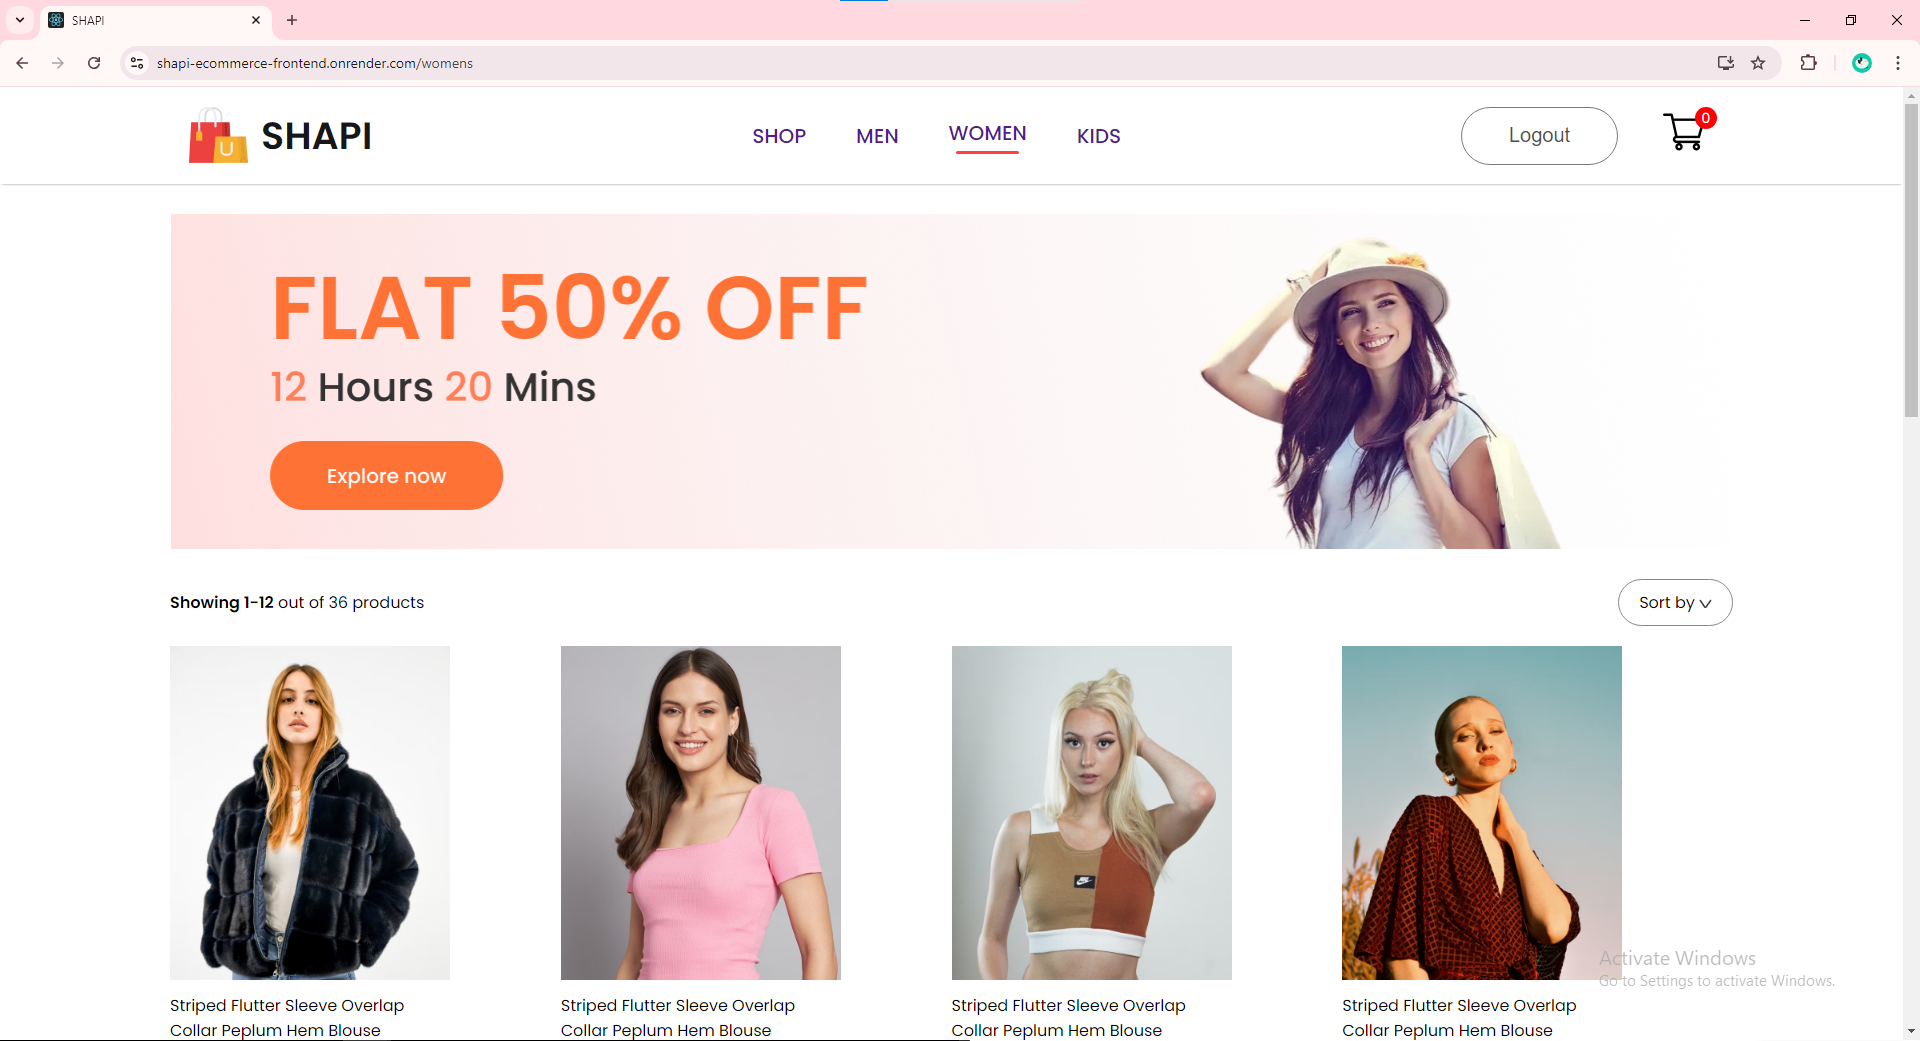 SHAPI
shapi-ecommerce-frontend.onrender.com/womens
U
SHAPI
SHOP
MEN
WOMEN
KIDS
Logout
0
FLAT 50% OFF
12 Hours 20 Mins
Explore now
Showing 1-12 out of 36 products
Sort by
Striped Flutter Sleeve Overlap
Collar Peplum Hem Blouse
Striped Flutter Sleeve Overlap
Collar Peplum Hem Blouse
Striped Flutter Sleeve Overlap
Collar Peplum Hem Blouse
Striped Flutter Sleeve Overlap
Collar Peplum Hem Blouse
Activate Windows
Go to Settings to activate Windows.